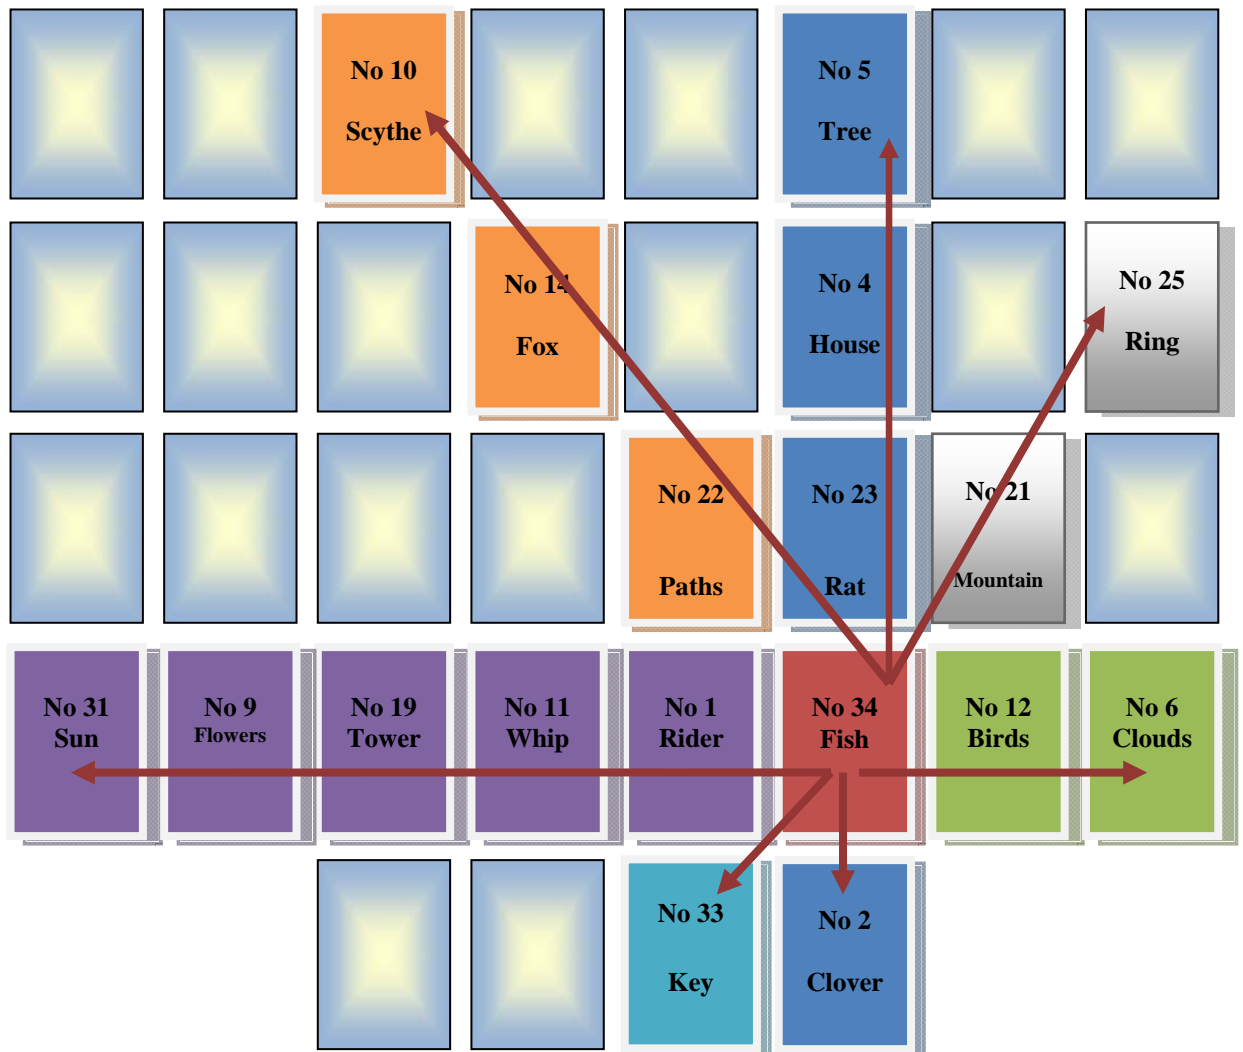 No 10
Scythe
No 5
Tree
No 14
Fox
No 4
House
No 25
Ring
No 22
Paths
No 23
Rat
No 21
Mountain
No 31
Sun
No 9
Flowers
No 19
Tower
No 11
Whip
No 1
Rider
No 34
Fish
No 12
Birds
No 6
Clouds
No 33
Key
No 2
Clover